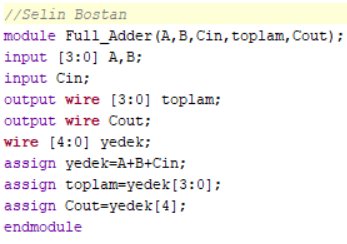 //Selin Bostan
module Full_Adder(A,B,Cin,toplam,Cout);
input [3:0] A,B;
input Cin;
output wire [3:0] toplam;
output wire Cout;
wire [4:0] yedek;
assign yedek=A+B+Cin;
assign toplam=yedek[3:0];
assign Cout=yedek[4];
endmodule